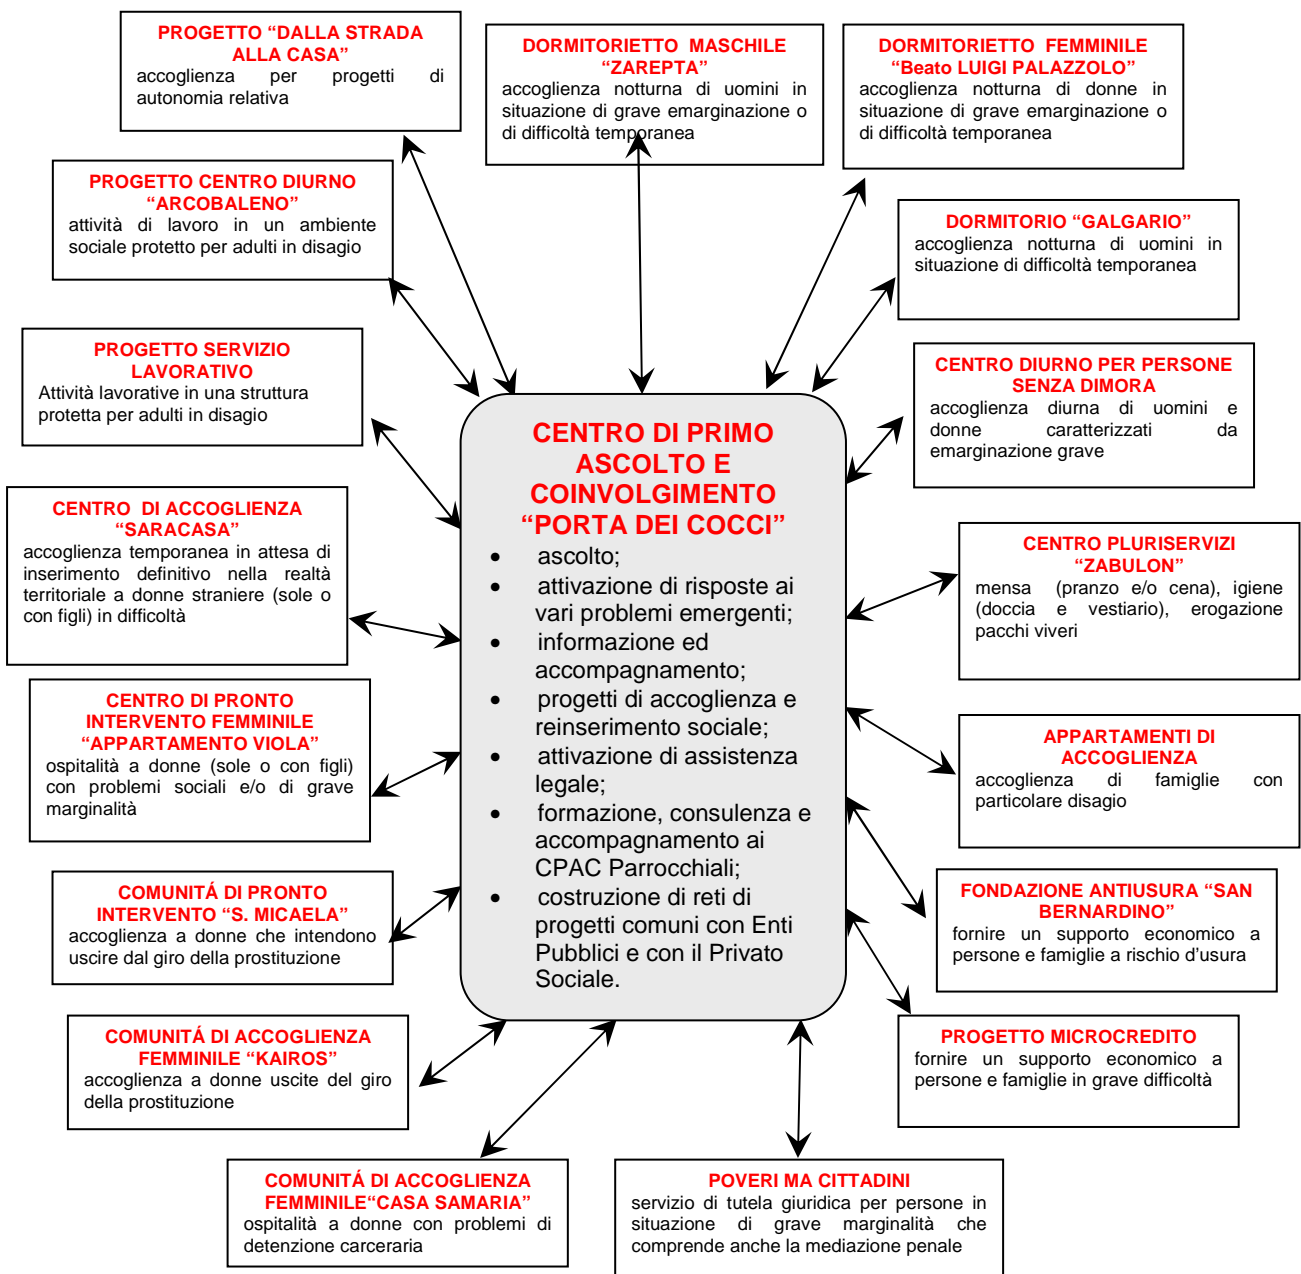 PROGETTO “DALLA STRADA
ALLA CASA”
accoglienza per progetti di
autonomia relativa
DORMITORIETTO MASCHILE
“ZAREPTA”
accoglienza notturna di uomini in
situazione di grave emarginazione o
di difficoltà temporanea
DORMITORIETTO FEMMINILE
“Beato LUIGI PALAZZOLO”
accoglienza notturna di donne in
situazione di grave emarginazione o
di difficoltà temporanea
PROGETTO CENTRO DIURNO
“ARCOBALENO”
attività di lavoro in un ambiente
sociale protetto per adulti in disagio
DORMITORIO “GALGARIO”
accoglienza notturna di uomini in
situazione di difficoltà temporanea
PROGETTO SERVIZIO
LAVORATIVO
Attività lavorative in una struttura
protetta per adulti in disagio
CENTRO DIURNO PER PERSONE
SENZA DIMORA
accoglienza diurna di uomini e
donne caratterizzati da
emarginazione grave
CENTRO DI PRIMO
ASCOLTO E
COINVOLGIMENTO
“PORTA DEI COCCI”
• ascolto;
• attivazione di risposte ai
vari problemi emergenti;
• informazione ed
accompagnamento;
• progetti di accoglienza e
reinserimento sociale;
• attivazione di assistenza
legale;
• formazione, consulenza e
accompagnamento ai
CPAC Parrocchiali;
• costruzione di reti di
progetti comuni con Enti
Pubblici e con il Privato
Sociale.
CENTRO DI ACCOGLIENZA
“SARACASA”
accoglienza temporanea in attesa di
inserimento definitivo nella realtà
territoriale a donne straniere (sole o
con figli) in difficoltà
CENTRO PLURISERVIZI
“ZABULON”
mensa (pranzo e/o cena), igiene
(doccia e vestiario), erogazione
pacchi viveri
CENTRO DI PRONTO
INTERVENTO FEMMINILE
“APPARTAMENTO VIOLA”
ospitalità a donne (sole o con figli)
con problemi sociali e/o di grave
marginalità
APPARTAMENTI DI
ACCOGLIENZA
accoglienza di famiglie con
particolare disagio
COMUNITÁ DI PRONTO
INTERVENTO “S. MICAELA”
accoglienza a donne che intendono
uscire dal giro della prostituzione
FONDAZIONE ANTIUSURA “SAN
BERNARDINO”
fornire un supporto economico a
persone e famiglie a rischio d’usura
COMUNITÁ DI ACCOGLIENZA
FEMMINILE “KAIROS”
accoglienza a donne uscite del giro
della prostituzione
PROGETTO MICROCREDITO
fornire un supporto economico a
persone e famiglie in grave difficoltà
COMUNITÁ DI ACCOGLIENZA
FEMMINILE“CASA SAMARIA”
ospitalità a donne con problemi di
detenzione carceraria
POVERI MA CITTADINI
servizio di tutela giuridica per persone in
situazione di grave marginalità che
comprende anche la mediazione penale